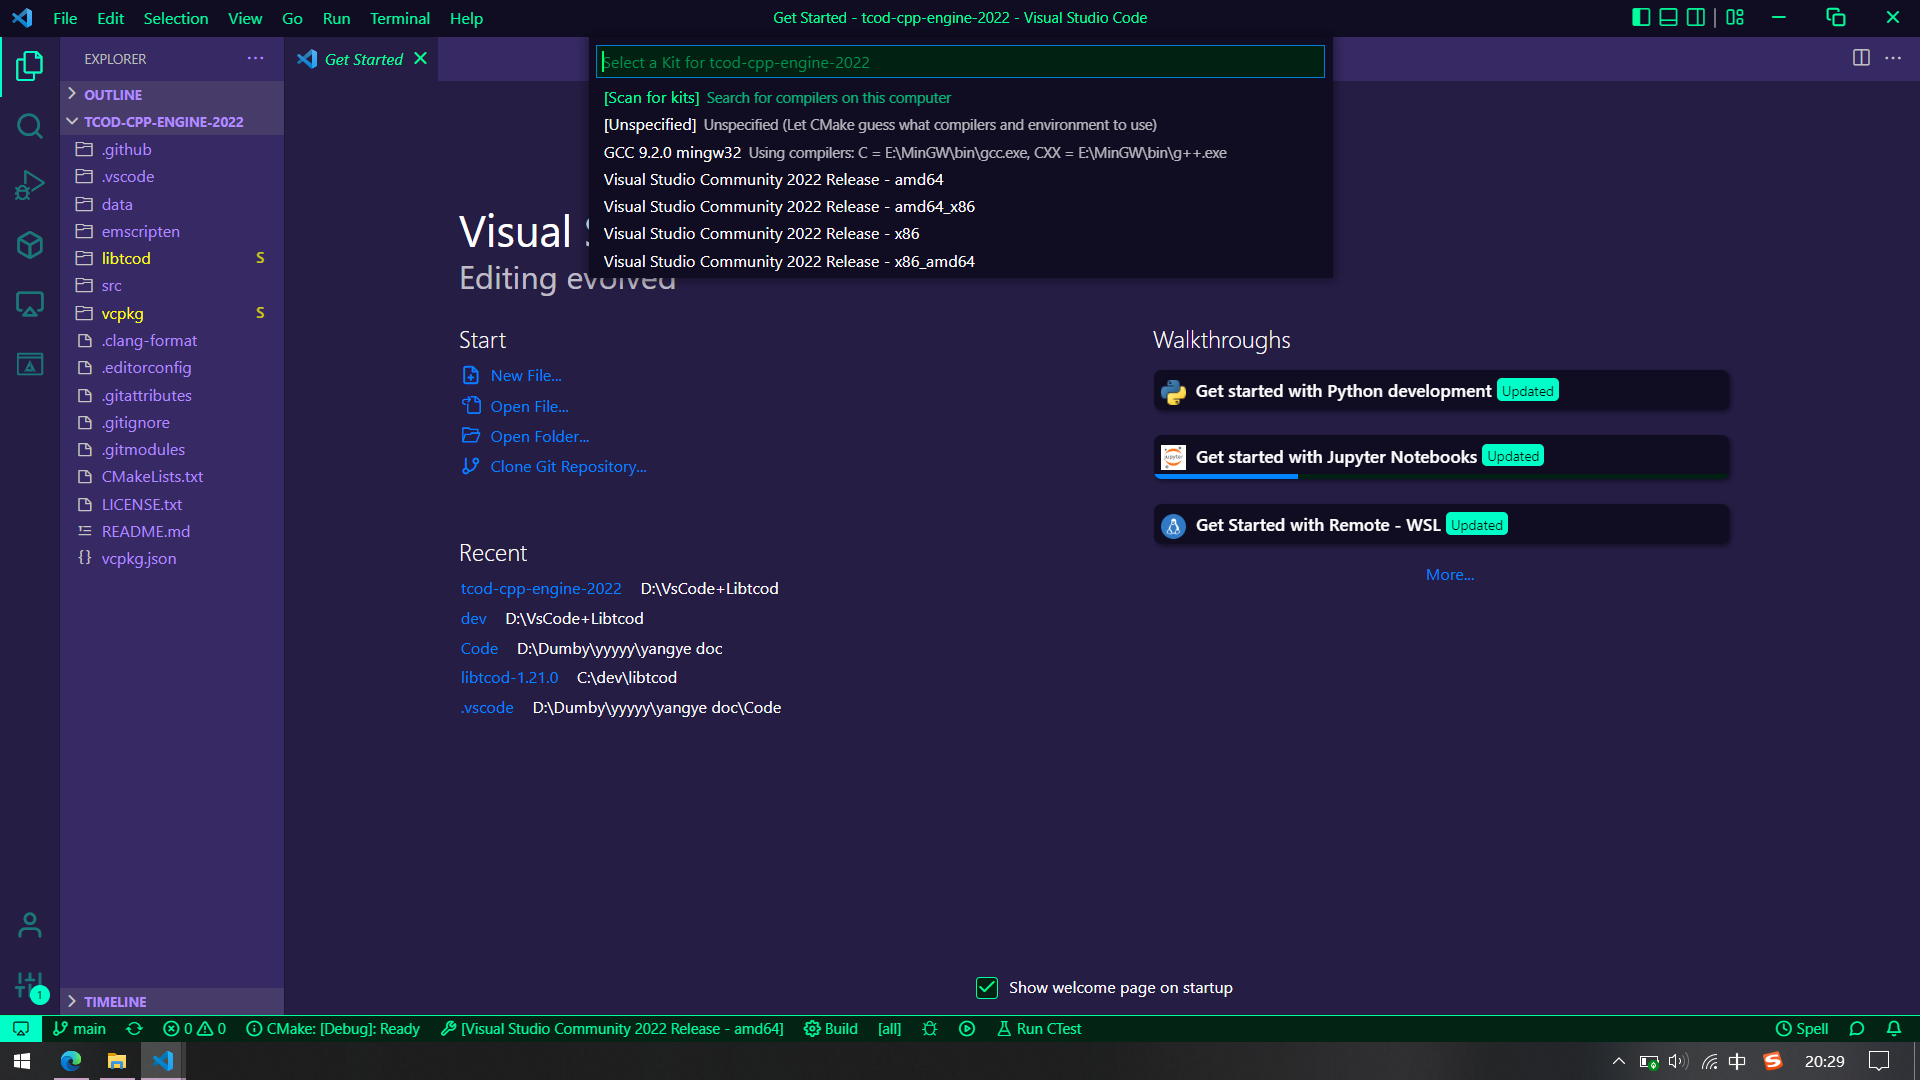 File Edit Selection View Go Run Terminal Help
Get Started - tcod-cpp-engine-2022 - Visual Studio Code
EXPLORER
OUTLINE
TCOD-CPP-ENGINE-2022
.github
.vscode
data
emscripten
libtcod S
src
vcpkg S
.clang-format
.editorconfig
.gitattributes
.gitignore
.gitmodules
CMakeLists.txt
LICENSE.txt
README.md
vcpkg.json
TIMELINE
Get Started
Select a Kit for tcod-cpp-engine-2022
[Scan for kits] Search for compilers on this computer
[Unspecified] Unspecified (Let CMake guess what compilers and environment to use)
GCC 9.2.0 mingw32 Using compilers: C = E:\MinGW\bin\gcc.exe, CXX = E:\MinGW\bin\g++.exe
Visual Studio Community 2022 Release - amd64
Visual Studio Community 2022 Release - amd64_x86
Visual Studio Community 2022 Release - x86
Visual Studio Community 2022 Release - x86_amd64
Visual S
Editing evolved
Start
New File...
Open File...
Open Folder...
Clone Git Repository...
Recent
tcod-cpp-engine-2022 D:\VsCode+Libtcod
dev D:\VsCode+Libtcod
Code D:\Dumby\yyyyy\yangye doc
libtcod-1.21.0 C:\dev\libtcod
.vscode D:\Dumby\yyyyy\yangye doc\Code
Walkthroughs
Get started with Python development Updated
jupyter
Get started with Jupyter Notebooks Updated
Get Started with Remote - WSL Updated
More...
Show welcome page on startup
1
main 0 0 CMake: [Debug]: Ready [Visual Studio Community 2022 Release - amd64] Build [all] Run CTest Spell
中 S 20:29